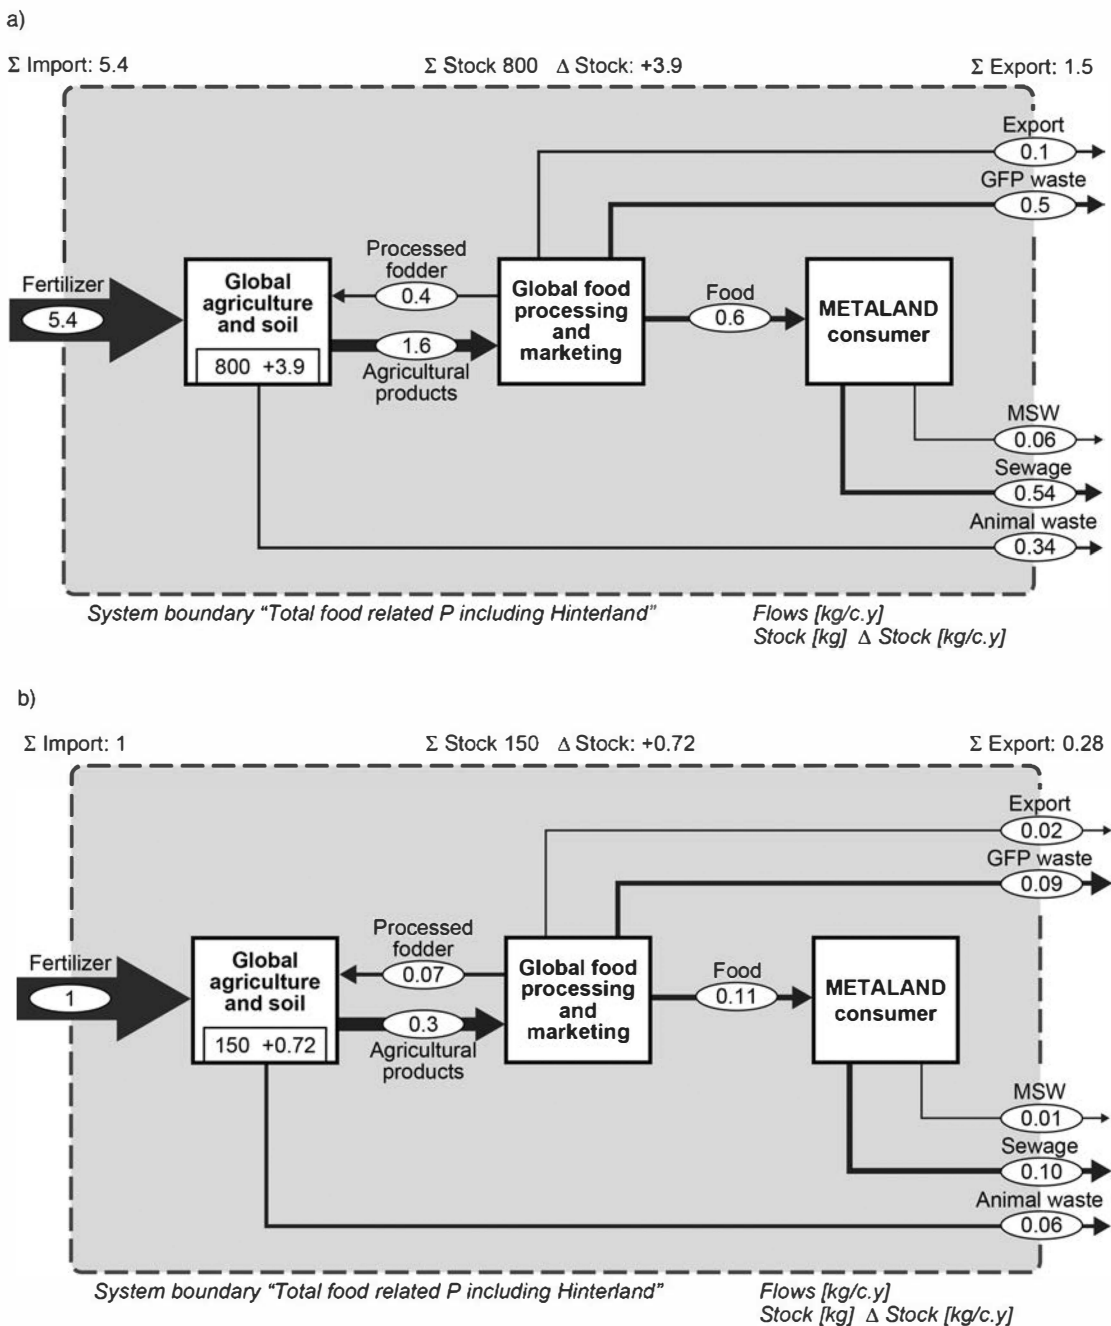 a)
Σ Import: 5.4 Σ Stock 800 Δ Stock: +3.9 Σ Export: 1.5
Export
0.1
GFP waste
0.5
Fertilizer
5.4
Global
agriculture
and soil
800 +3.9
Processed
fodder
0.4
1.6
Agricultural
products
Global food
processing
and
marketing
Food
0.6
METALAND
consumer
MSW
0.06
Sewage
0.54
Animal waste
0.34
System boundary “Total food related P including Hinterland”
Flows [kg/c.y]
Stock [kg] Δ Stock [kg/c.y]
b)
Σ Import: 1 Σ Stock 150 Δ Stock: +0.72 Σ Export: 0.28
Export
0.02
GFP waste
0.09
Fertilizer
1
Global
agriculture
and soil
150 +0.72
Processed
fodder
0.07
0.3
Agricultural
products
Global food
processing
and
marketing
Food
0.11
METALAND
consumer
MSW
0.01
Sewage
0.10
Animal waste
0.06
System boundary “Total food related P including Hinterland”
Flows [kg/c.y]
Stock [kg] Δ Stock [kg/c.y]